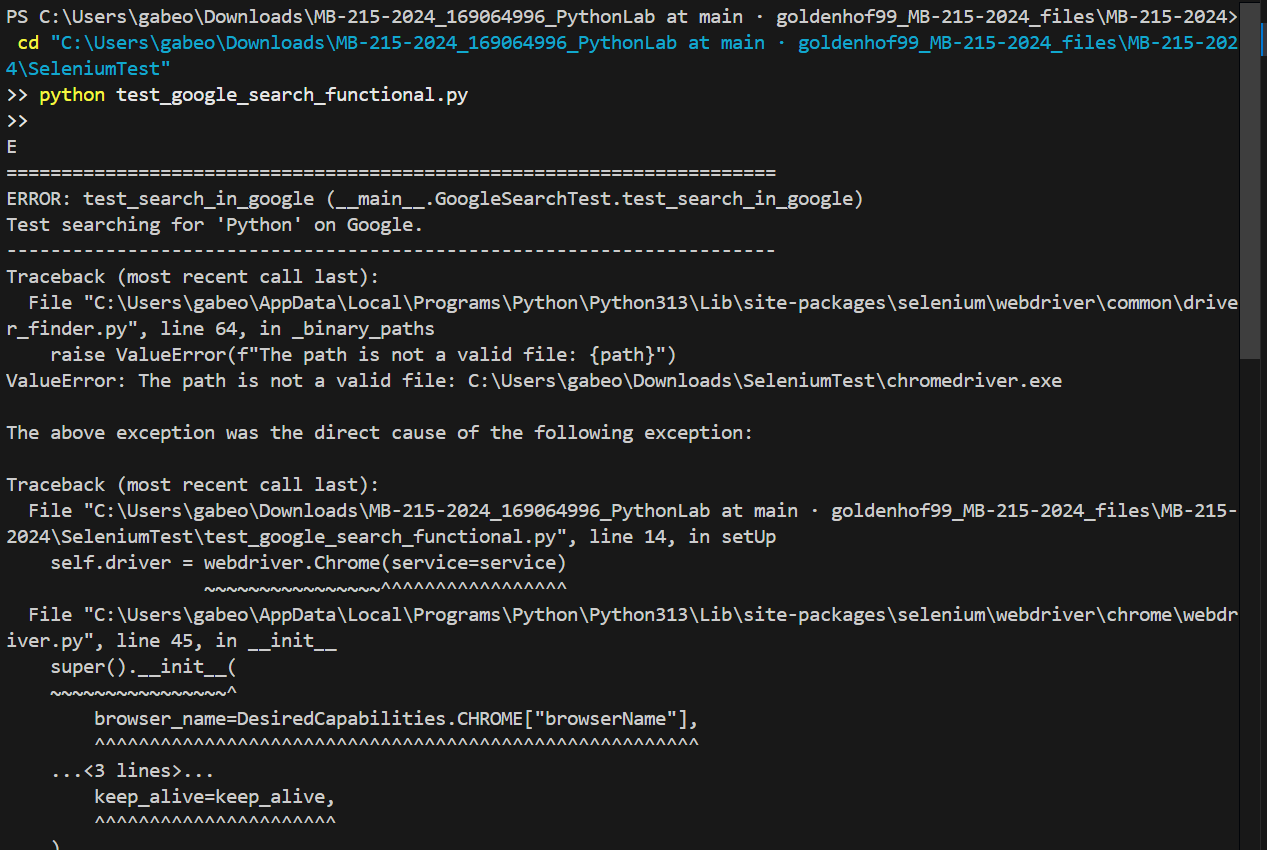 PS C:\Users\gabeo\Downloads\MB-215-2024_169064996_PythonLab at main · goldenhof99_MB-215-2024_files\MB-215-2024>
cd "C:\Users\gabeo\Downloads\MB-215-2024_169064996_PythonLab at main · goldenhof99_MB-215-2024_files\MB-215-202
4\SeleniumTest"
>> python test_google_search_functional.py
>>
E
======================================================================
ERROR: test_search_in_google (__main__.GoogleSearchTest.test_search_in_google)
Test searching for 'Python' on Google.
----------------------------------------------------------------------
Traceback (most recent call last):
  File "C:\Users\gabeo\AppData\Local\Programs\Python\Python313\Lib\site-packages\selenium\webdriver\common\drive
r_finder.py", line 64, in _binary_paths
    raise ValueError(f"The path is not a valid file: {path}")
ValueError: The path is not a valid file: C:\Users\gabeo\Downloads\SeleniumTest\chromedriver.exe

The above exception was the direct cause of the following exception:

Traceback (most recent call last):
  File "C:\Users\gabeo\Downloads\MB-215-2024_169064996_PythonLab at main · goldenhof99_MB-215-2024_files\MB-215-
2024\SeleniumTest\test_google_search_functional.py", line 14, in setUp
    self.driver = webdriver.Chrome(service=service)
                  ~~~~~~~~~~~~~~~~^^^^^^^^^^^^^^^^^
  File "C:\Users\gabeo\AppData\Local\Programs\Python\Python313\Lib\site-packages\selenium\webdriver\chrome\webdr
iver.py", line 45, in __init__
    super().__init__(
    ~~~~~~~~~~~~~~~~^
        browser_name=DesiredCapabilities.CHROME["browserName"],
        ^^^^^^^^^^^^^^^^^^^^^^^^^^^^^^^^^^^^^^^^^^^^^^^^^^^^^^^
    ...<3 lines>...
        keep_alive=keep_alive,
        ^^^^^^^^^^^^^^^^^^^^^^
    )